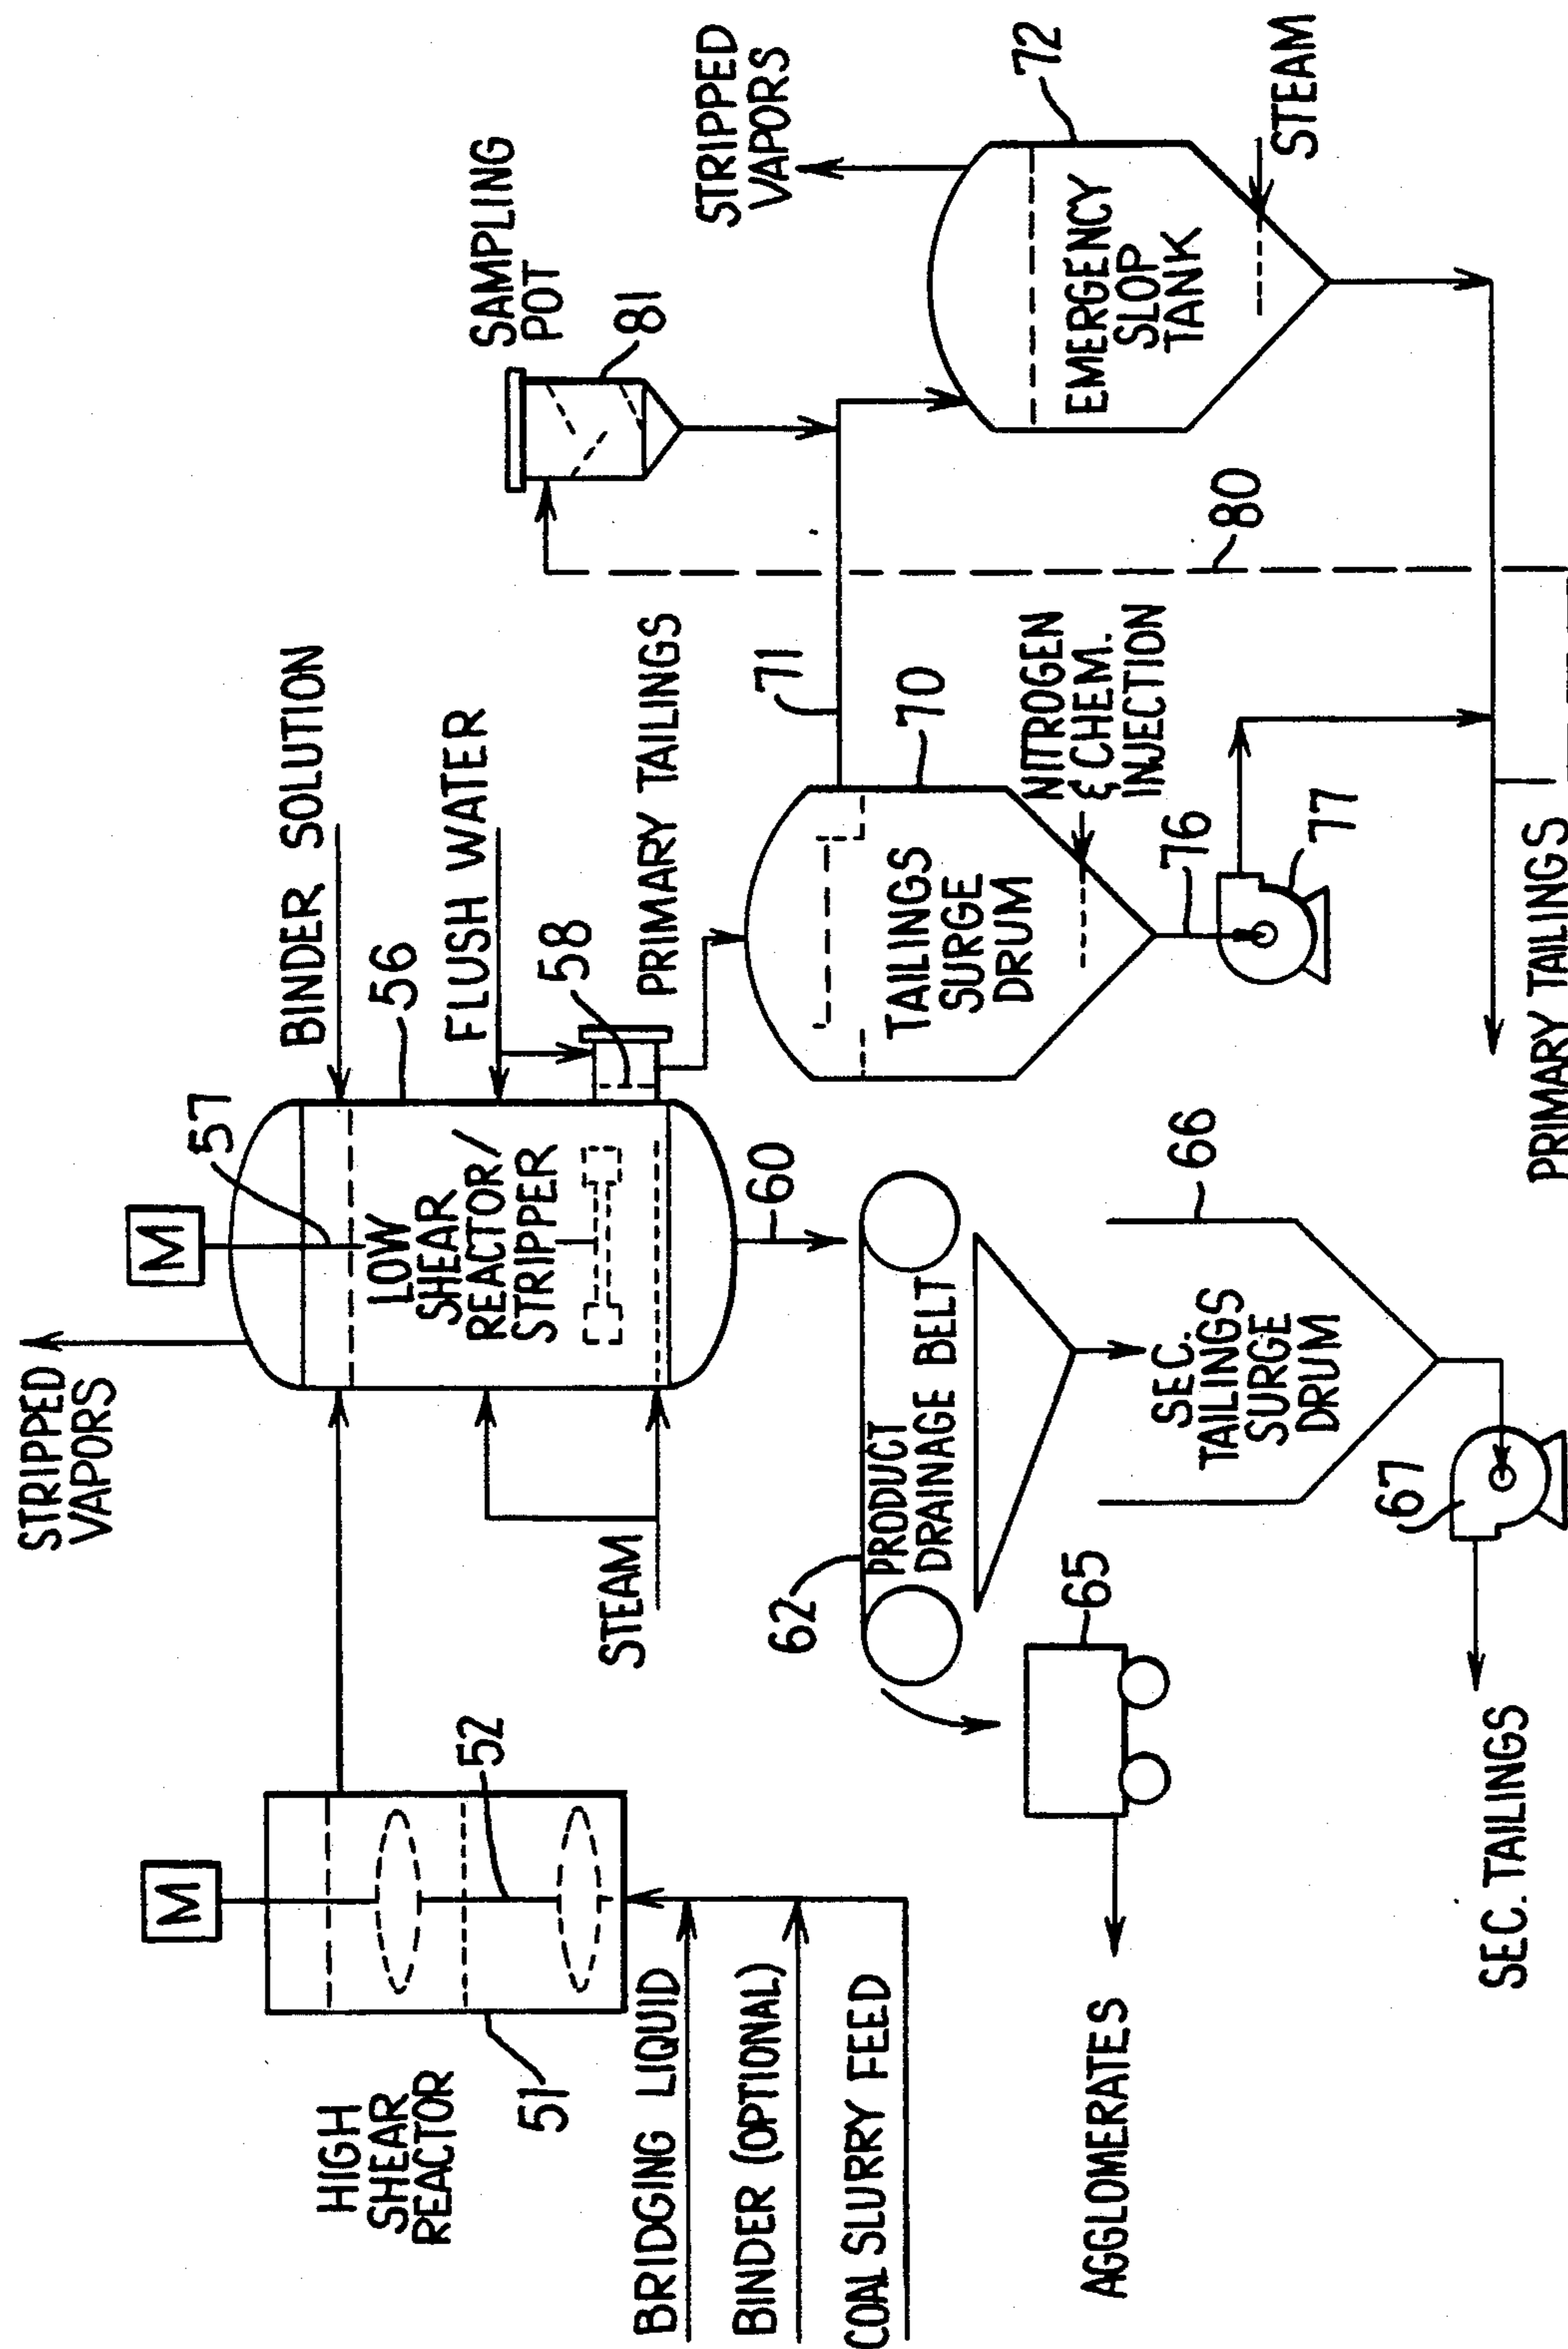 STRIPPED
VAPORS
M
57
M
BINDER SOLUTION
56
FLUSH WATER
58
PRIMARY TAILINGS
HIGH
SHEAR
REACTOR
51
52
LOW
SHEAR
REACTOR/
STRIPPER
STEAM
60
BRIDGING LIQUID
BINDER (OPTIONAL)
COAL SLURRY FEED
62
PRODUCT
DRAINAGE BELT
65
AGGLOMERATES
66
SEC.
TAILINGS
SURGE
DRUM
67
SEC. TAILINGS
SAMPLING
POT
81
STRIPPED
VAPORS
72
71
70
TAILINGS
SURGE
DRUM
NITROGEN
& CHEM.
INJECTION
76
77
80
EMERGENCY
SLOP
TANK
STEAM
PRIMARY TAILINGS